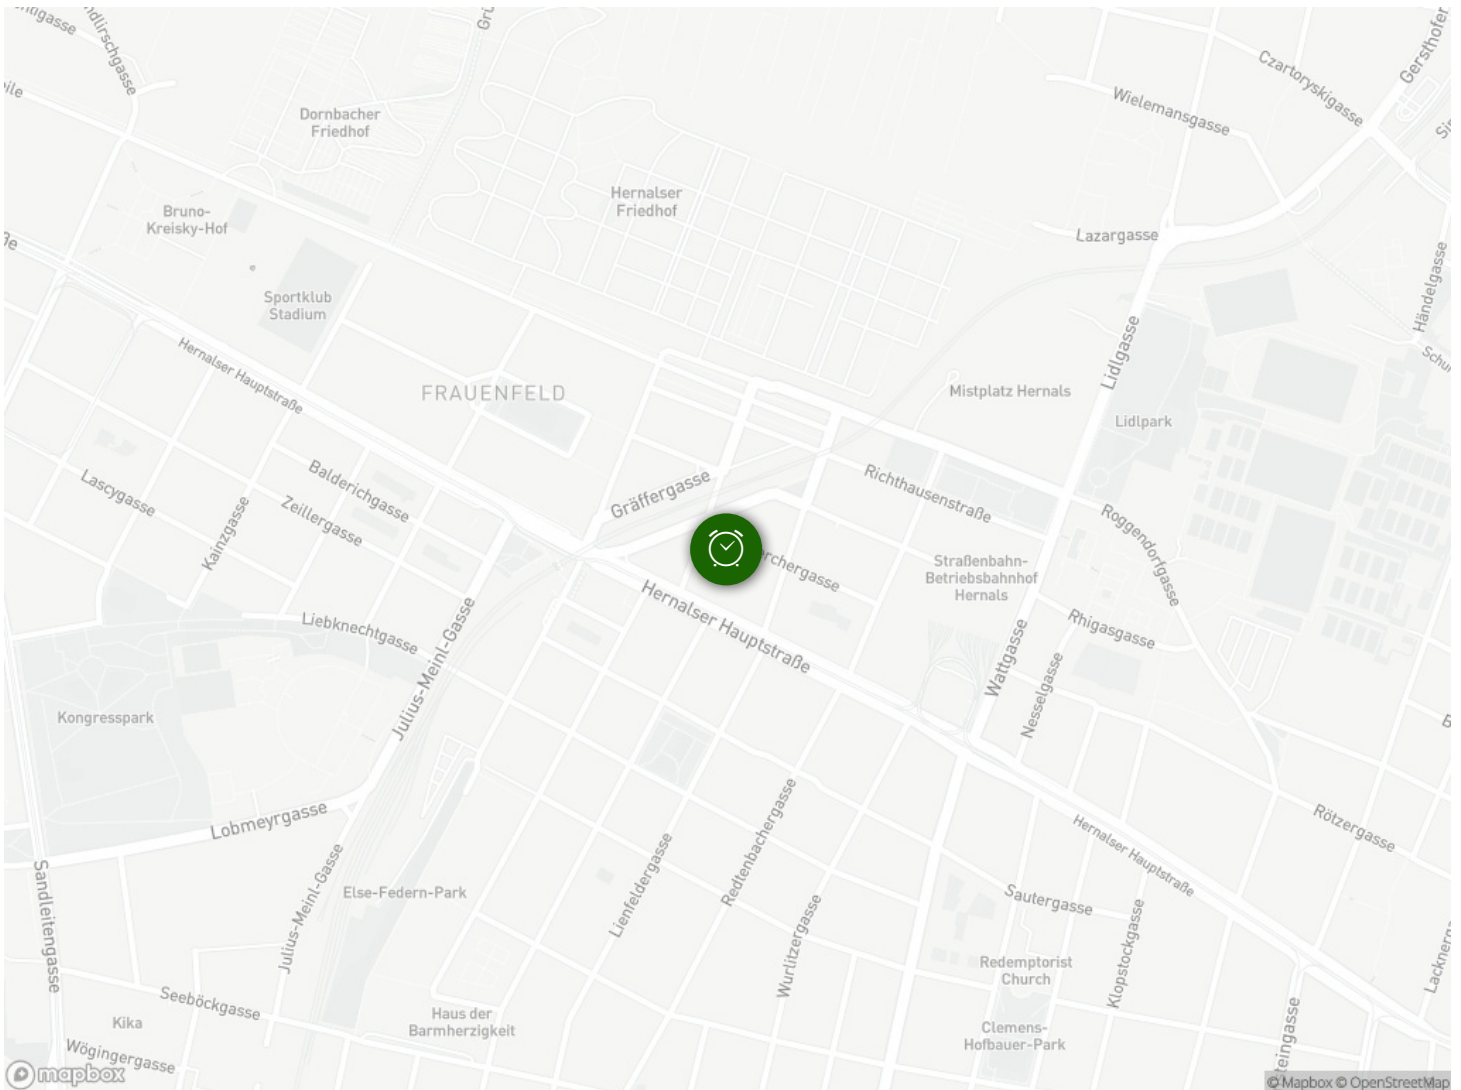 Gersthofer
Czartoryskigasse
Wielemansgasse
Dornbacher
Friedhof
Hernalser
Friedhof
Bruno-
Kreisky-Hof
Lazargasse
Händelgasse
Sportklub
Stadium
Hernalser Hauptstraße
Lidlgasse
FRAUENFELD
Mistplatz Hernals
Lidlpark
Balderichgasse
Lascygasse
Zeillergasse
Kainzgasse
Gräffergasse
Richthausenstraße
Roggendorfgasse
Straßenbahn-
Betriebsbahnhof
Hernals
Hernalser Hauptstraße
Liebknechtgasse
Rhigasgasse
Wattgasse
Nesselgasse
Julius-Meinl-Gasse
Kongresspark
Lobmeyrgasse
Redtenbachergasse
Lienfeldergasse
Hernalser Hauptstraße
Rötzergasse
Sandleitengasse
Julius-Meinl-Gasse
Else-Federn-Park
Wurlitzergasse
Sautergasse
Klopstockgasse
Redemptorist
Church
Seeböckgasse
Haus der
Barmherzigkeit
Kika
Clemens-
Hofbauer-Park
Wögingergasse
mapbox
© Mapbox © OpenStreetMap